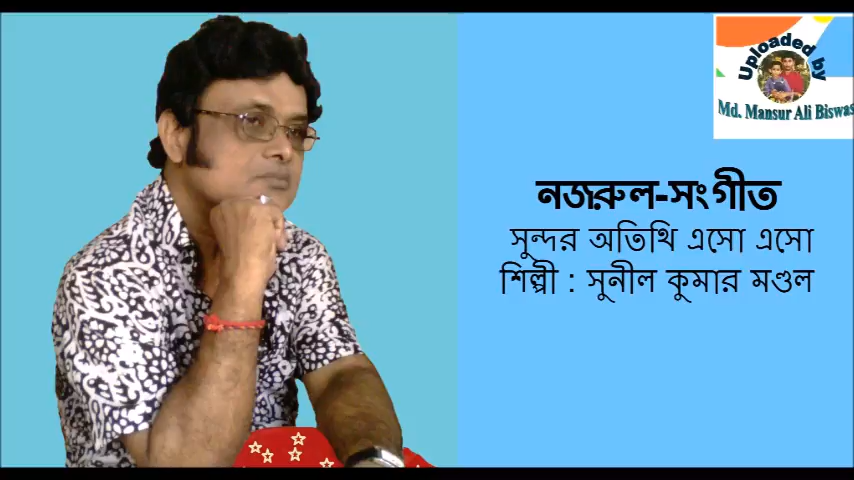 Uploaded by
Md. Mansur Ali Biswas
নজরুল-সংগীত
সুন্দর অতিথি এসো এসো
শিল্পী : সুনীল কুমার মণ্ডল